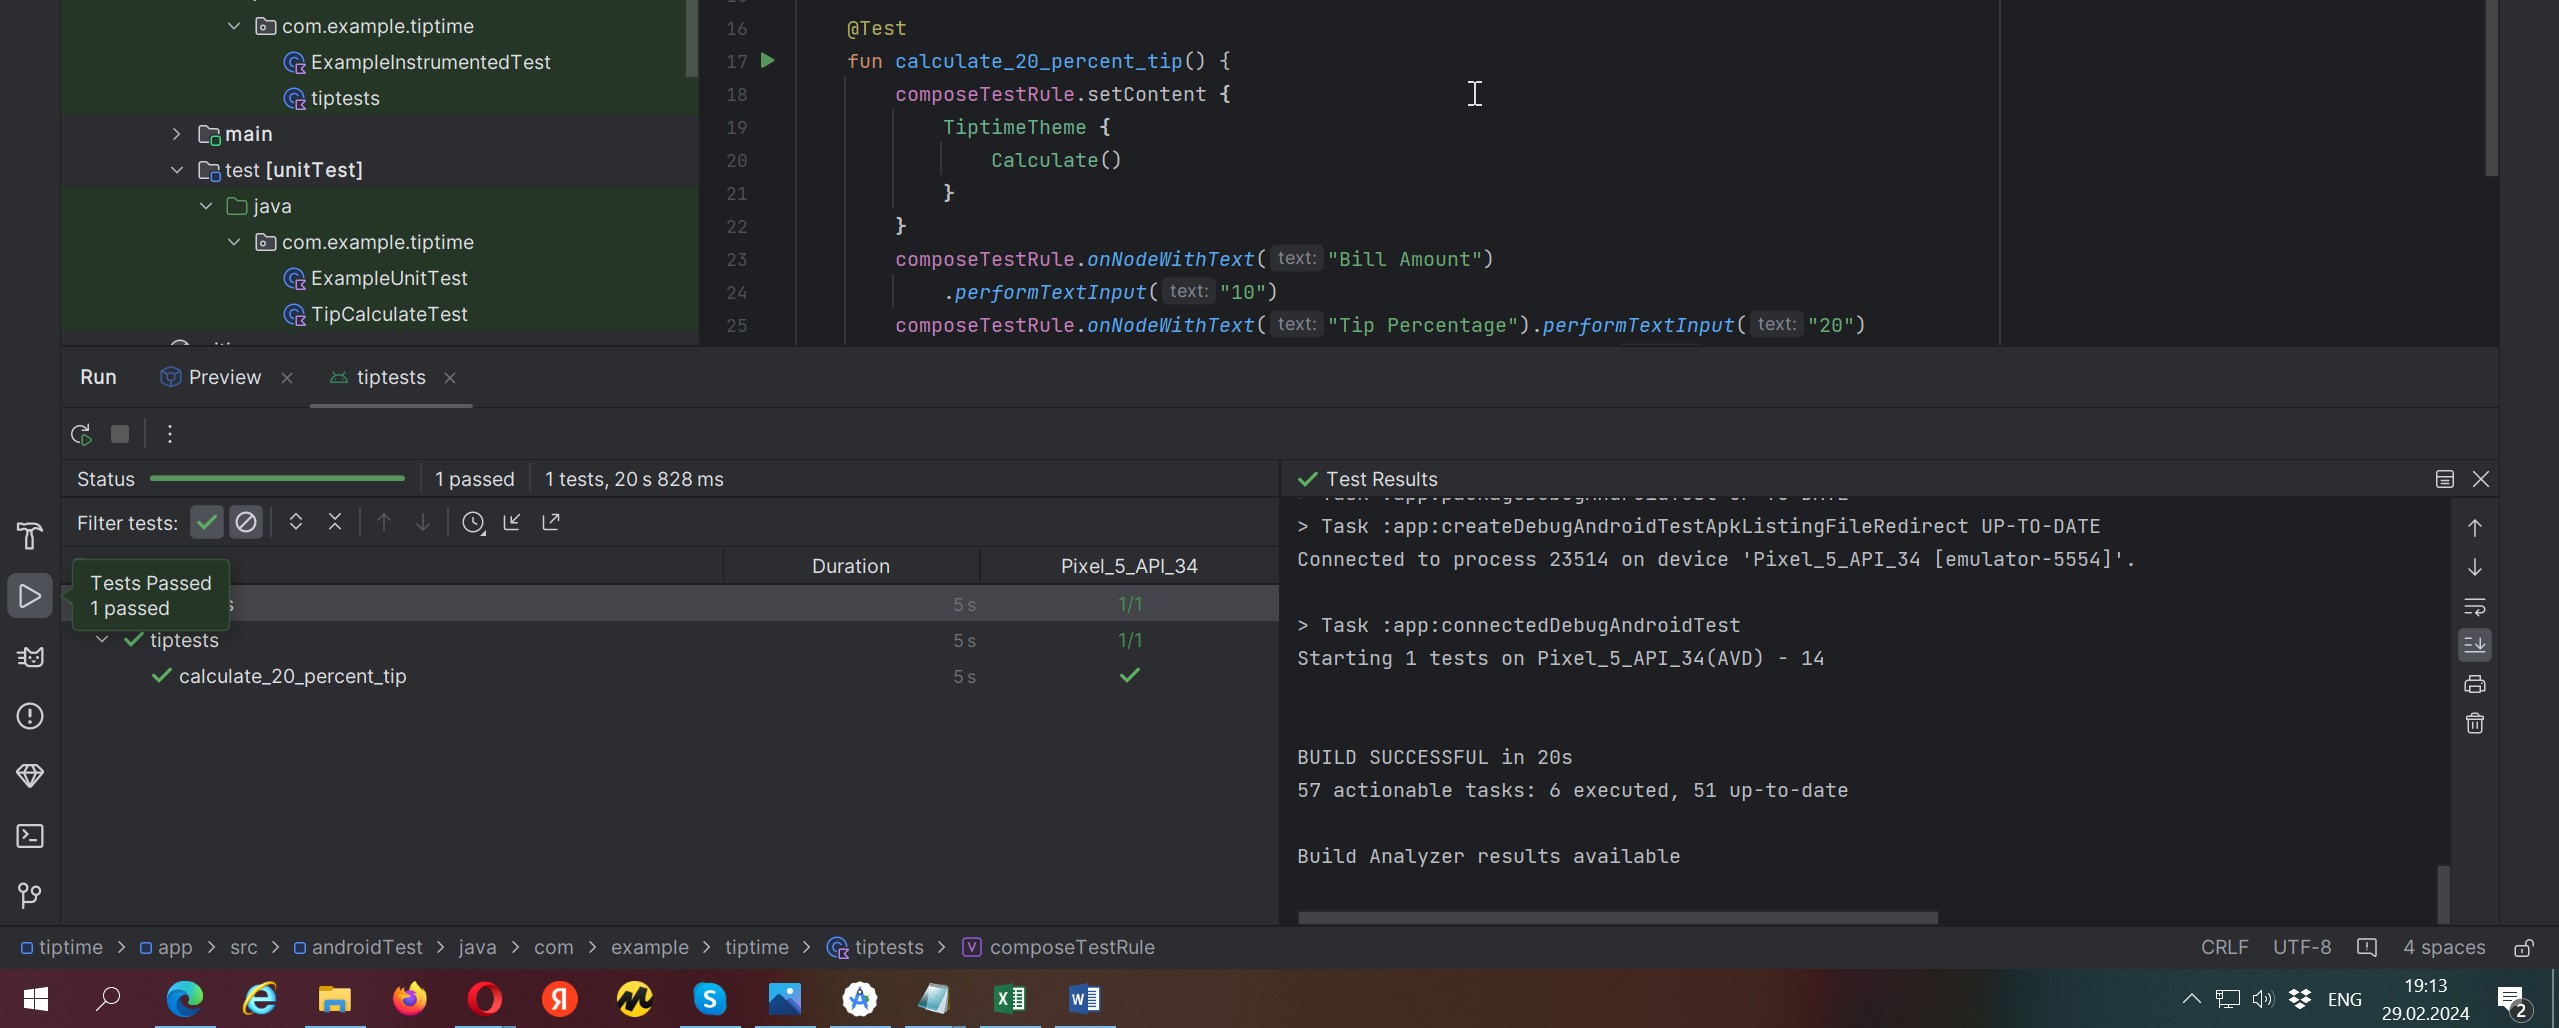 com.example.tiptime
ExampleInstrumentedTest
tiptests
main
test [unitTest]
java
com.example.tiptime
ExampleUnitTest
TipCalculateTest
16 @Test
17 fun calculate_20_percent_tip() {
18 composeTestRule.setContent {
19 TiptimeTheme {
20 Calculate()
21 }
22 }
23 composeTestRule.onNodeWithText( text: "Bill Amount")
24 .performTextInput( text: "10")
25 composeTestRule.onNodeWithText( text: "Tip Percentage").performTextInput( text: "20")
Run Preview tiptests
Status 1 passed 1 tests, 20 s 828 ms
Filter tests:
Duration Pixel_5_API_34
Tests Passed
1 passed
5 s 1/1
tiptests 5 s 1/1
calculate_20_percent_tip 5 s
Test Results
> Task :app:packageDebugAndroidTest UP-TO-DATE
> Task :app:createDebugAndroidTestApkListingFileRedirect UP-TO-DATE
Connected to process 23514 on device 'Pixel_5_API_34 [emulator-5554]'.
> Task :app:connectedDebugAndroidTest
Starting 1 tests on Pixel_5_API_34(AVD) - 14
BUILD SUCCESSFUL in 20s
57 actionable tasks: 6 executed, 51 up-to-date
Build Analyzer results available
tiptime > app > src > androidTest > java > com > example > tiptime > tiptests > composeTestRule
CRLF UTF-8 4 spaces
ENG
19:13
29.02.2024
2